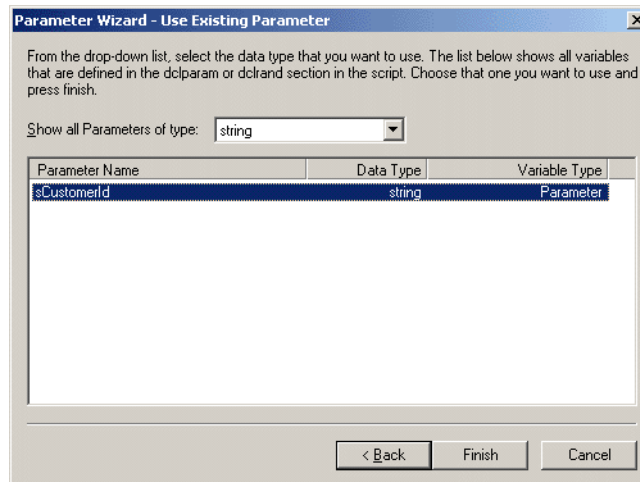 Parameter Wizard - Use Existing Parameter
From the drop-down list, select the data type that you want to use. The list below shows all variables
that are defined in the dclparam or dclrand section in the script. Choose that one you want to use and
press finish.
Show all Parameters of type: string
Parameter Name Data Type Variable Type
sCustomerId string Parameter
< Back Finish Cancel